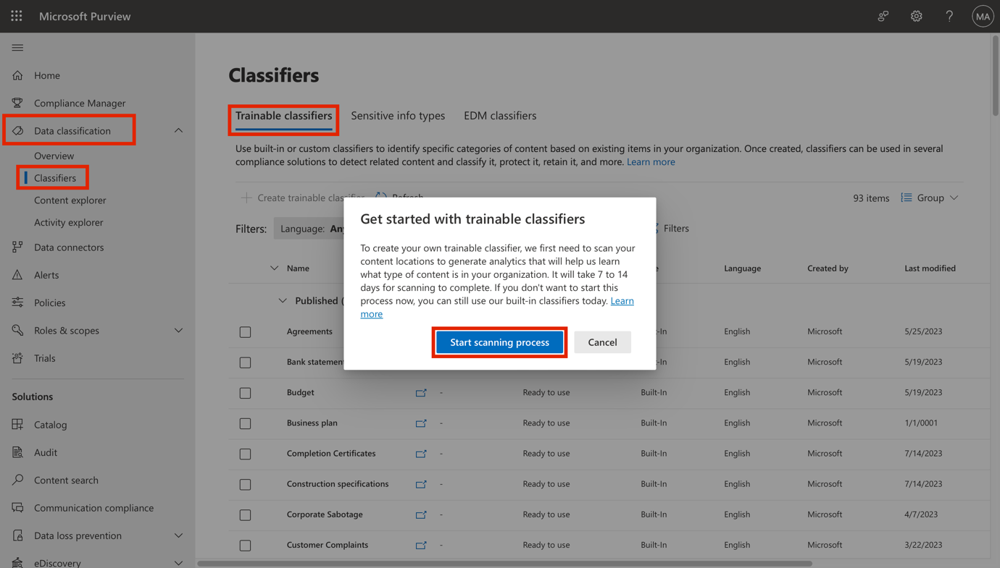 Microsoft Purview
MA
Home
Compliance Manager
Data classification
Overview
Classifiers
Content explorer
Activity explorer
Data connectors
Alerts
Policies
Roles & scopes
Trials
Solutions
Catalog
Audit
Content search
Communication compliance
Data loss prevention
eDiscovery
Classifiers
Trainable classifiers Sensitive info types EDM classifiers
Use built-in or custom classifiers to identify specific categories of content based on existing items in your organization. Once created, classifiers can be used in several
compliance solutions to detect related content and classify it, protect it, retain it, and more. Learn more
Create trainable classifier Refresh
93 items Group
Filters: Language: Filters
Name Language Created by Last modified
Published
Agreements English Microsoft 5/25/2023
Bank English Microsoft 5/19/2023
Budget - Ready to use Built-In English Microsoft 5/19/2023
Business plan - Ready to use Built-In English Microsoft 1/1/0001
Completion Certificates - Ready to use Built-In English Microsoft 7/14/2023
Construction specifications - Ready to use Built-In English Microsoft 7/14/2023
Corporate Sabotage - Ready to use Built-In English Microsoft 4/7/2023
Customer Complaints - Ready to use Built-In English Microsoft 3/22/2023
Get started with trainable classifiers
To create your own trainable classifier, we first need to scan your
content locations to generate analytics that will help us learn
what type of content is in your organization. It will take 7 to 14
days for scanning to complete. If you don't want to start this
process now, you can still use our built-in classifiers today. Learn
more
Start scanning process Cancel